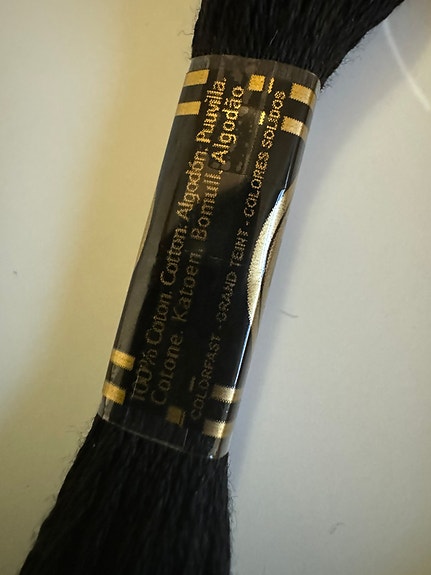 100% Coton. Cotton. Algodón. Puuvilla.
Cotone. Katoen. Bomull. Algodão
COLORFAST - GRAND TEINT - COLORES SOLIDOS